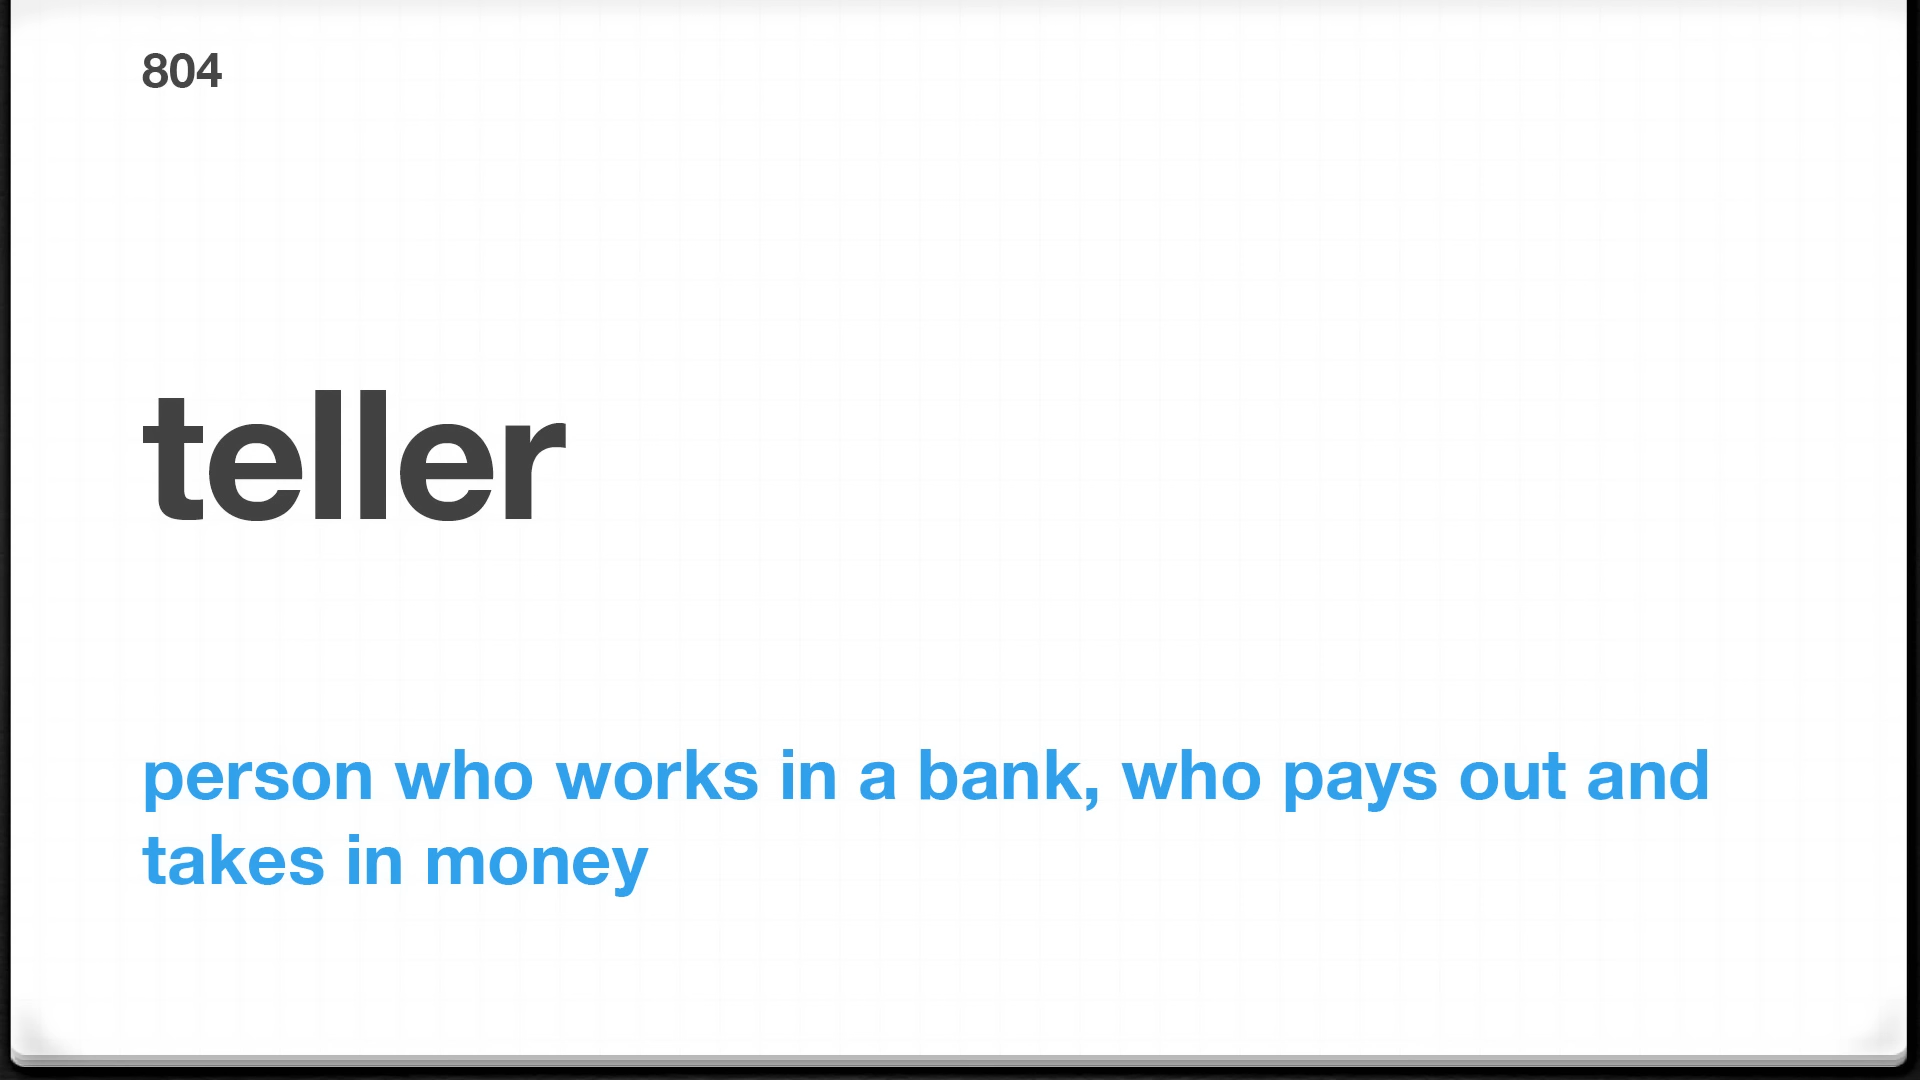 804
teller
person who works in a bank, who pays out and
takes in money